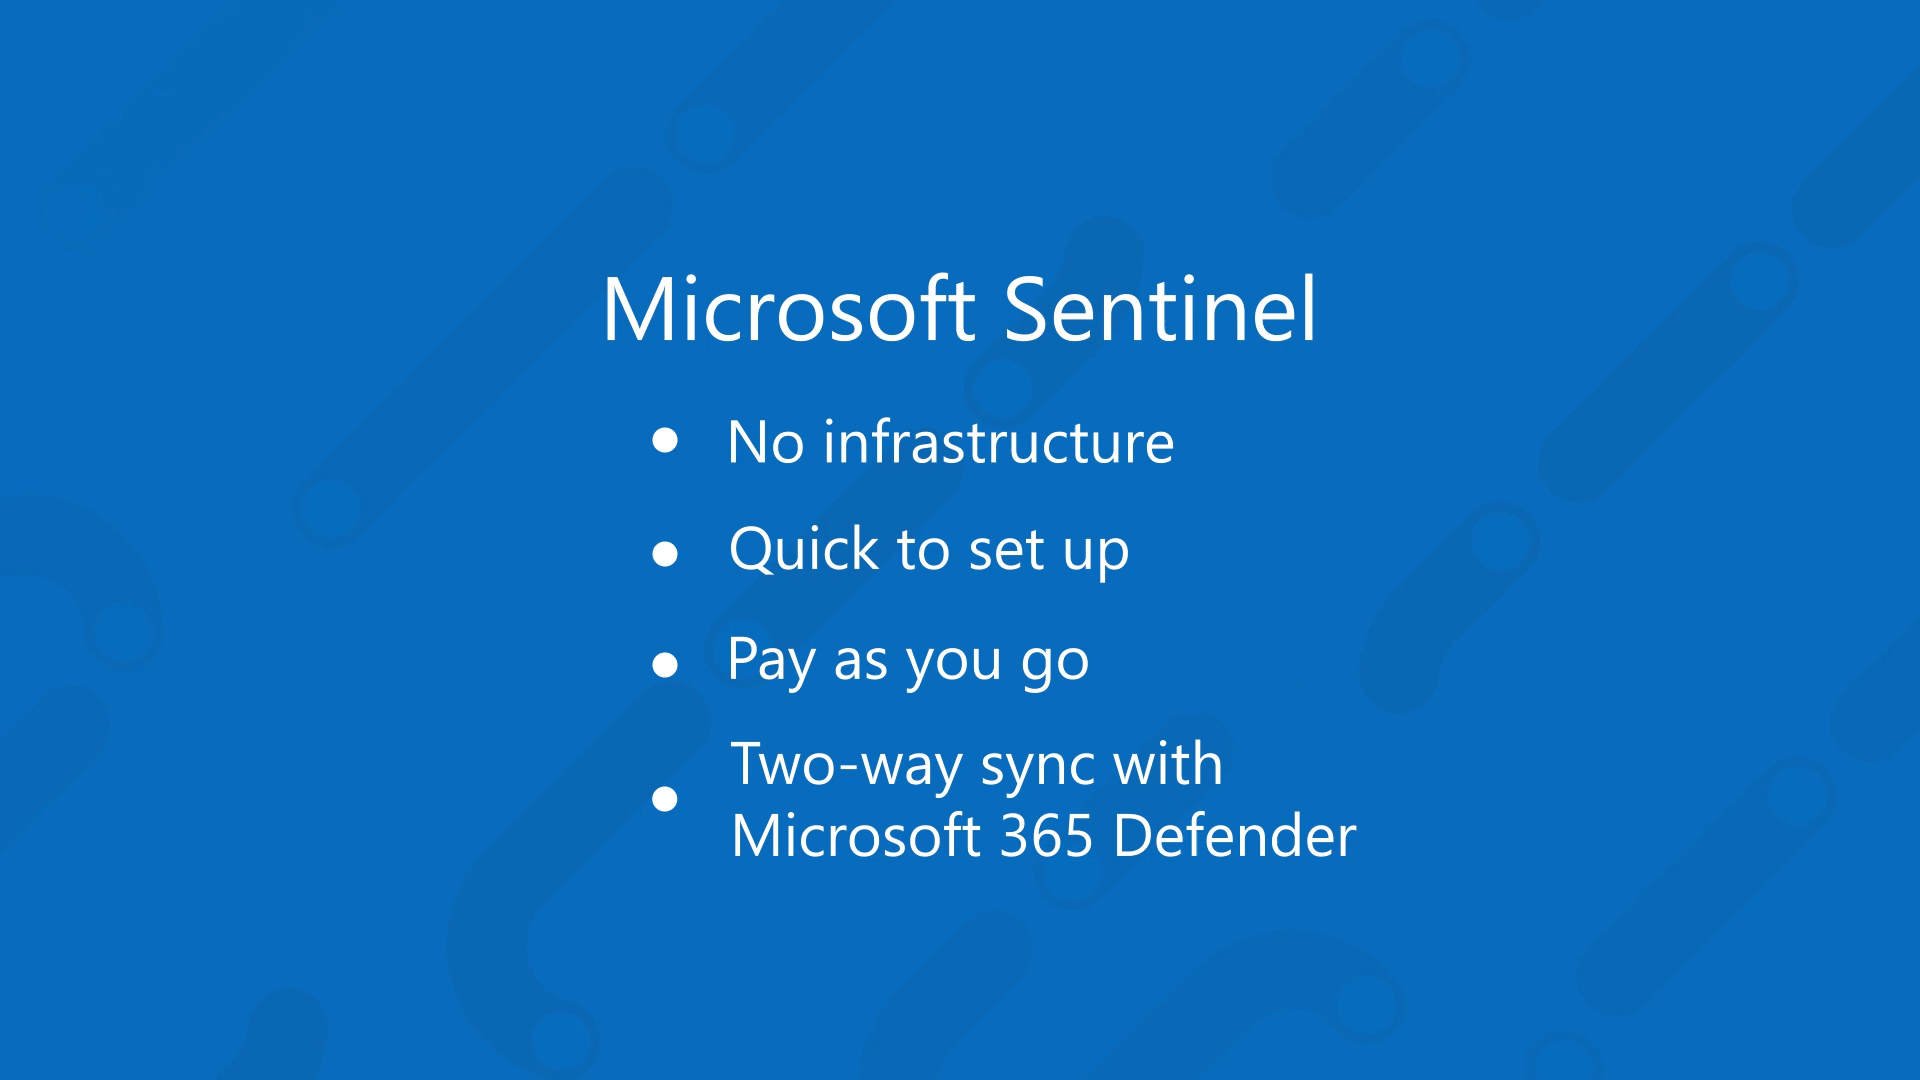 Microsoft Sentinel
● No infrastructure
● Quick to set up
● Pay as you go
● Two-way sync with
Microsoft 365 Defender